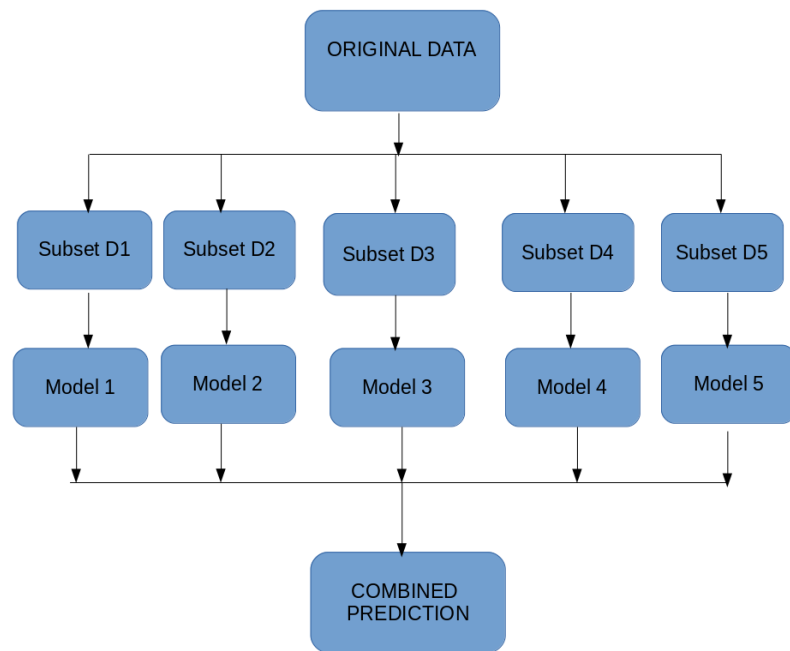 ORIGINAL DATA
Subset D1
Subset D2
Subset D3
Subset D4
Subset D5
Model 1
Model 2
Model 3
Model 4
Model 5
COMBINED
PREDICTION